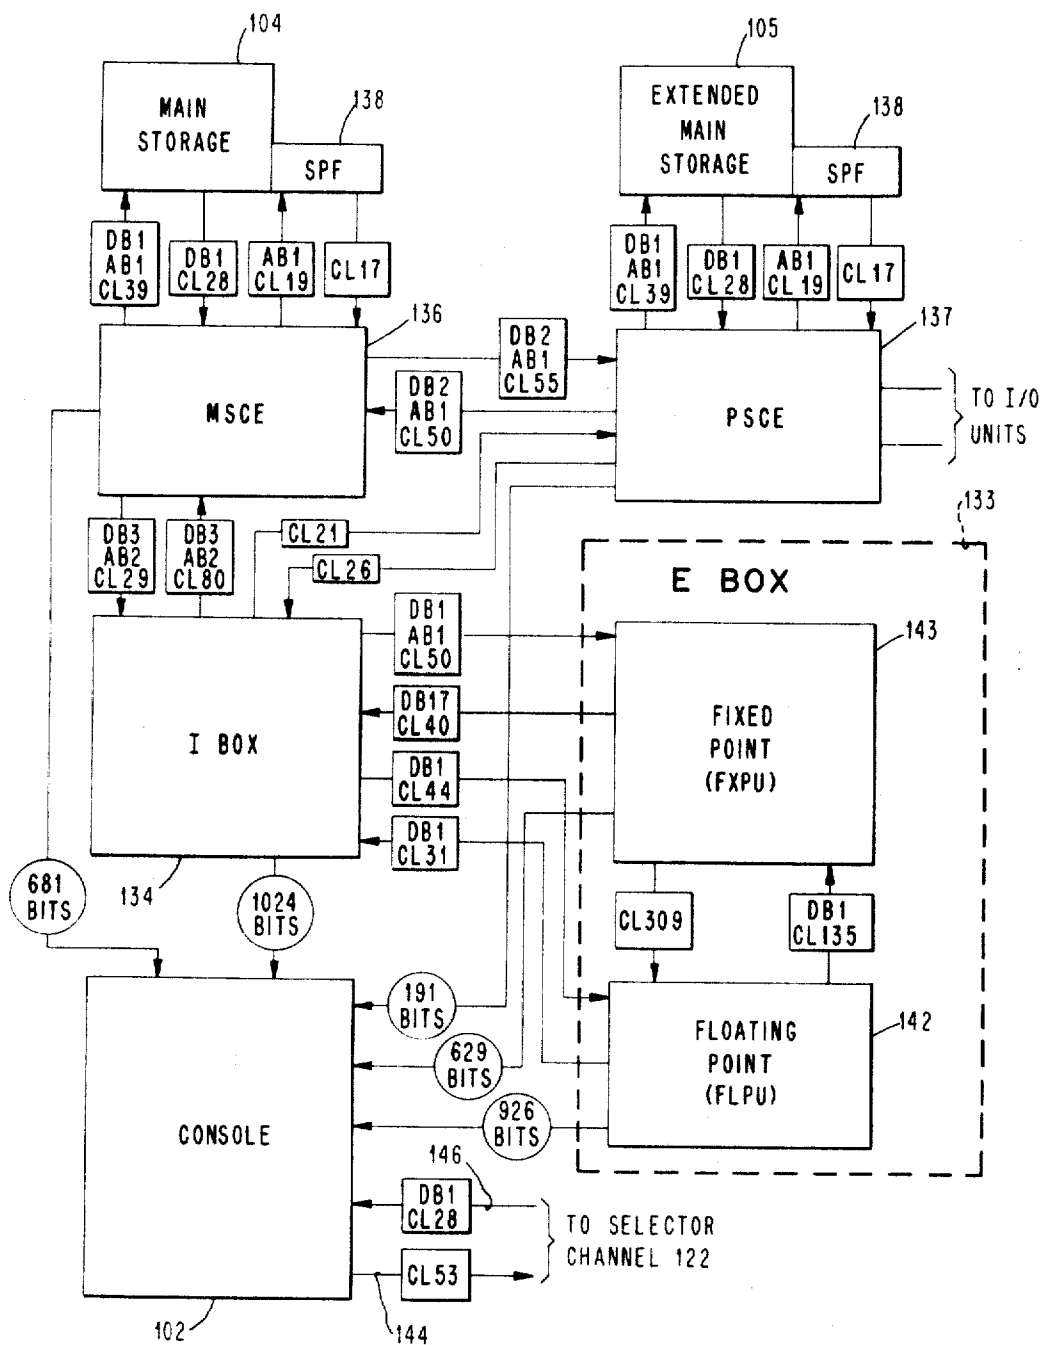 104
MAIN
STORAGE
138
SPF
105
EXTENDED
MAIN
STORAGE
138
SPF
DB1
AB1
CL39
DB1
CL28
AB1
CL19
CL17
DB1
AB1
CL39
DB1
CL28
AB1
CL19
CL17
136
MSCE
DB2
AB1
CL55
DB2
AB1
CL50
137
PSCE
TO I/O
UNITS
DB3
AB2
CL29
DB3
AB2
CL80
CL21
CL26
133
E BOX
DB1
AB1
CL50
143
I BOX
DB17
CL40
FIXED
POINT
(FXPU)
DB1
CL44
DB1
CL31
134
681
BITS
1024
BITS
CL309
DB1
CL135
191
BITS
142
FLOATING
POINT
(FLPU)
629
BITS
CONSOLE
926
BITS
146
DB1
CL28
TO SELECTOR
CHANNEL 122
CL53
102
144